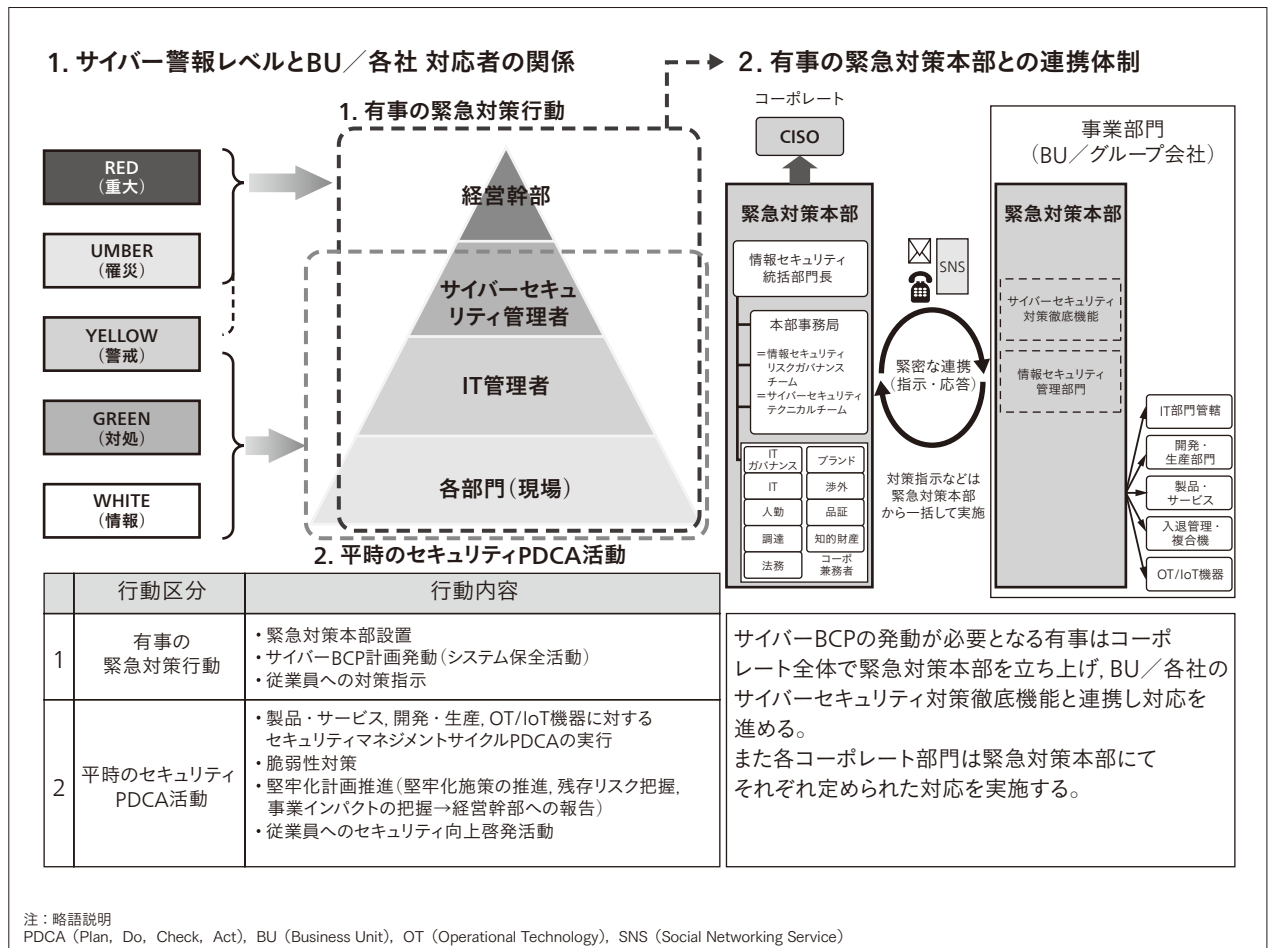 1. サイバー警報レベルとBU／各社 対応者の関係
RED
（重大）
UMBER
（罹災）
YELLOW
（警戒）
GREEN
（対処）
WHITE
（情報）
1. 有事の緊急対策行動
経営幹部
サイバーセキュ
リティ管理者
IT管理者
各部門（現場）
2. 平時のセキュリティPDCA活動
2. 有事の緊急対策本部との連携体制
コーポレート
CISO
緊急対策本部
情報セキュリティ
統括部門長
本部事務局
＝情報セキュリティ
リスクガバナンス
チーム
＝サイバーセキュリティ
テクニカルチーム
IT
ガバナンス
ブランド
IT
渉外
人勤
品証
調達
知的財産
法務
コーポ
兼務者
SNS
緊密な連携
（指示・応答）
対策指示などは
緊急対策本部
から一括して実施
事業部門
（BU／グループ会社）
緊急対策本部
サイバーセキュリティ
対策徹底機能
情報セキュリティ
管理部門
IT部門管轄
開発・
生産部門
製品・
サービス
入退管理・
複合機
OT/IoT機器
行動区分
行動内容
1
有事の
緊急対策行動
・緊急対策本部設置
・サイバーBCP計画発動（システム保全活動）
・従業員への対策指示
2
平時のセキュリティ
PDCA活動
・製品・サービス, 開発・生産, OT/IoT機器に対する
セキュリティマネジメントサイクルPDCAの実行
・脆弱性対策
・堅牢化計画推進（堅牢化施策の推進, 残存リスク把握,
事業インパクトの把握→経営幹部への報告）
・従業員へのセキュリティ向上啓発活動
サイバーBCPの発動が必要となる有事はコーポ
レート全体で緊急対策本部を立ち上げ, BU／各社の
サイバーセキュリティ対策徹底機能と連携し対応を
進める。
また各コーポレート部門は緊急対策本部にて
それぞれ定められた対応を実施する。
注：略語説明
PDCA（Plan, Do, Check, Act）, BU（Business Unit）, OT（Operational Technology）, SNS（Social Networking Service）